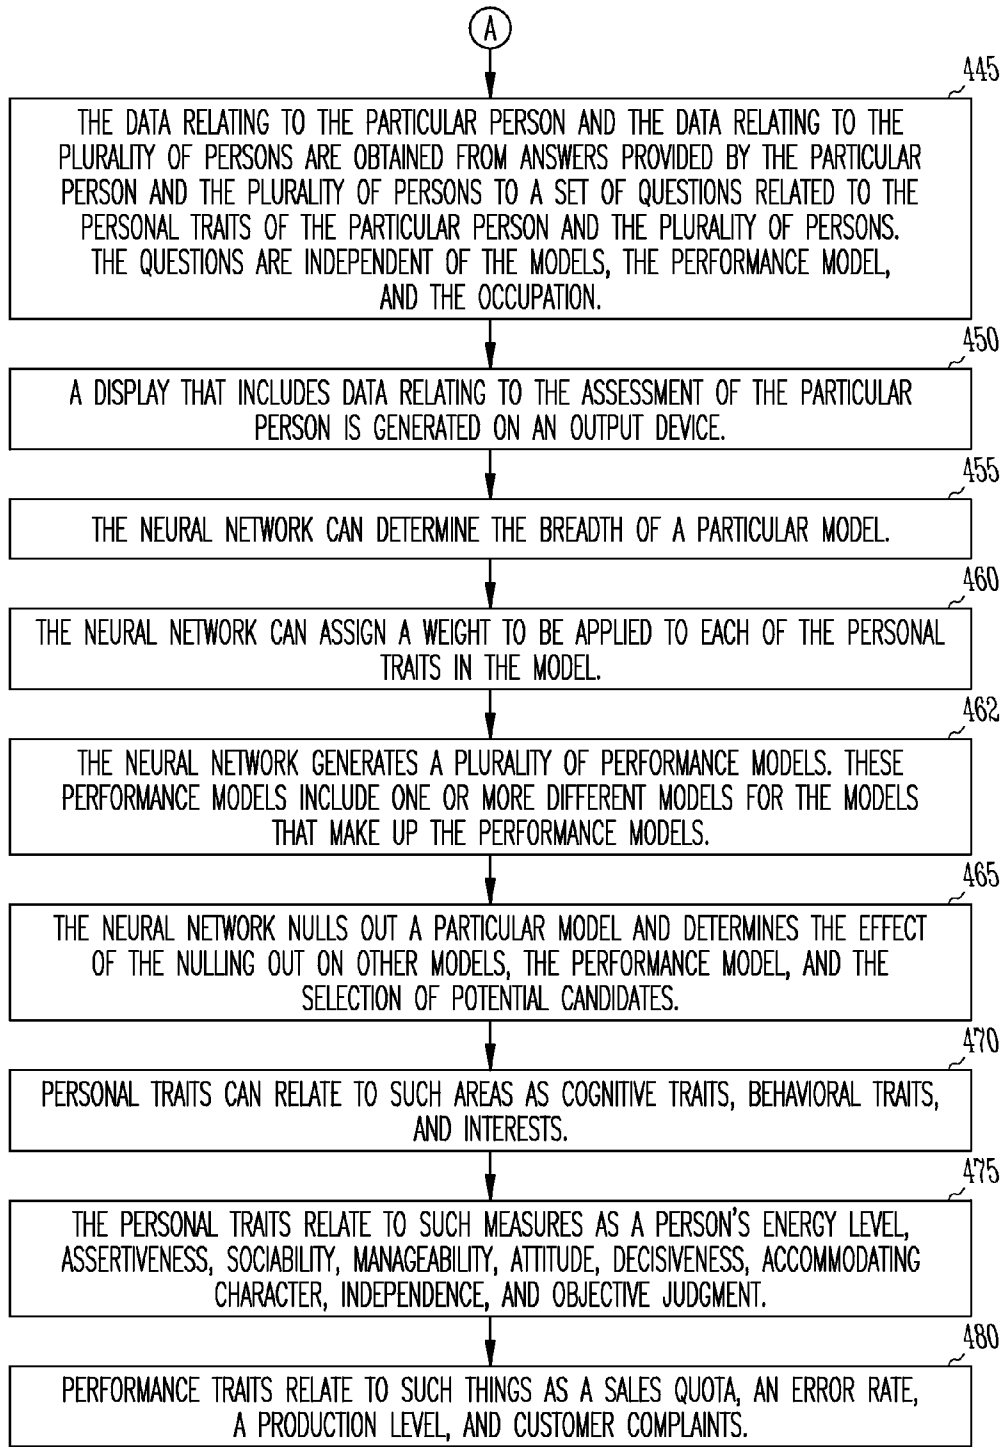 A
445
THE DATA RELATING TO THE PARTICULAR PERSON AND THE DATA RELATING TO THE
PLURALITY OF PERSONS ARE OBTAINED FROM ANSWERS PROVIDED BY THE PARTICULAR
PERSON AND THE PLURALITY OF PERSONS TO A SET OF QUESTIONS RELATED TO THE
PERSONAL TRAITS OF THE PARTICULAR PERSON AND THE PLURALITY OF PERSONS.
THE QUESTIONS ARE INDEPENDENT OF THE MODELS, THE PERFORMANCE MODEL,
AND THE OCCUPATION.
450
A DISPLAY THAT INCLUDES DATA RELATING TO THE ASSESSMENT OF THE PARTICULAR
PERSON IS GENERATED ON AN OUTPUT DEVICE.
455
THE NEURAL NETWORK CAN DETERMINE THE BREADTH OF A PARTICULAR MODEL.
460
THE NEURAL NETWORK CAN ASSIGN A WEIGHT TO BE APPLIED TO EACH OF THE PERSONAL
TRAITS IN THE MODEL.
462
THE NEURAL NETWORK GENERATES A PLURALITY OF PERFORMANCE MODELS. THESE
PERFORMANCE MODELS INCLUDE ONE OR MORE DIFFERENT MODELS FOR THE MODELS
THAT MAKE UP THE PERFORMANCE MODELS.
465
THE NEURAL NETWORK NULLS OUT A PARTICULAR MODEL AND DETERMINES THE EFFECT
OF THE NULLING OUT ON OTHER MODELS, THE PERFORMANCE MODEL, AND THE
SELECTION OF POTENTIAL CANDIDATES.
470
PERSONAL TRAITS CAN RELATE TO SUCH AREAS AS COGNITIVE TRAITS, BEHAVIORAL TRAITS,
AND INTERESTS.
475
THE PERSONAL TRAITS RELATE TO SUCH MEASURES AS A PERSON'S ENERGY LEVEL,
ASSERTIVENESS, SOCIABILITY, MANAGEABILITY, ATTITUDE, DECISIVENESS, ACCOMMODATING
CHARACTER, INDEPENDENCE, AND OBJECTIVE JUDGMENT.
480
PERFORMANCE TRAITS RELATE TO SUCH THINGS AS A SALES QUOTA, AN ERROR RATE,
A PRODUCTION LEVEL, AND CUSTOMER COMPLAINTS.